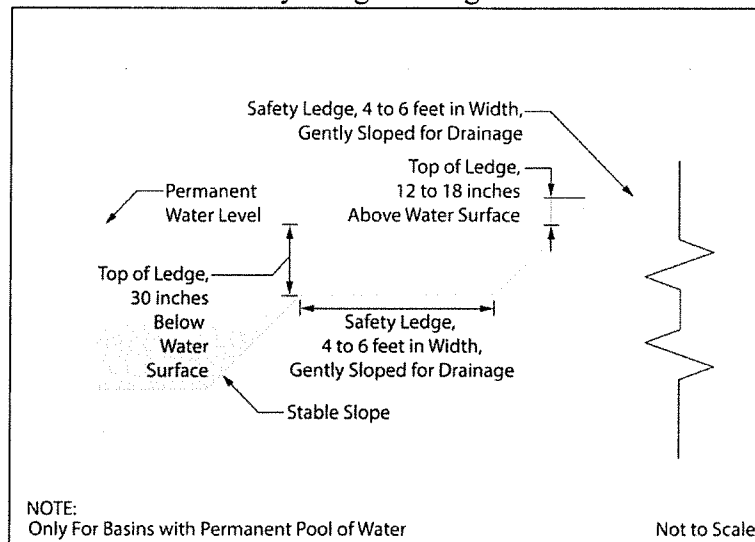 Safety Ledge, 4 to 6 feet in Width,
Gently Sloped for Drainage
Top of Ledge,
12 to 18 inches
Above Water Surface
Permanent
Water Level
Top of Ledge,
30 inches
Below
Water
Surface
Safety Ledge,
4 to 6 feet in Width,
Gently Sloped for Drainage
Stable Slope
NOTE:
Only For Basins with Permanent Pool of Water
Not to Scale